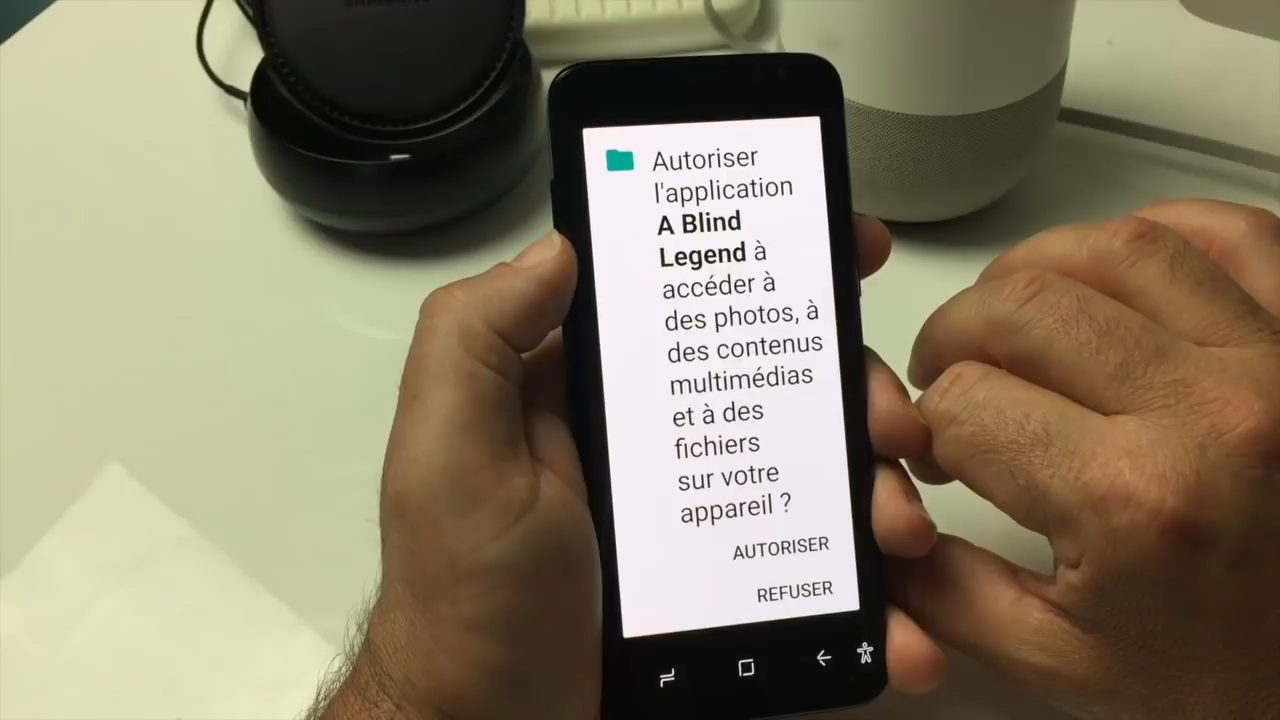 Autoriser
l'application
A Blind
Legend à
accéder à
des photos, à
des contenus
multimédias
et à des
fichiers
sur votre
appareil ?
AUTORISER
REFUSER